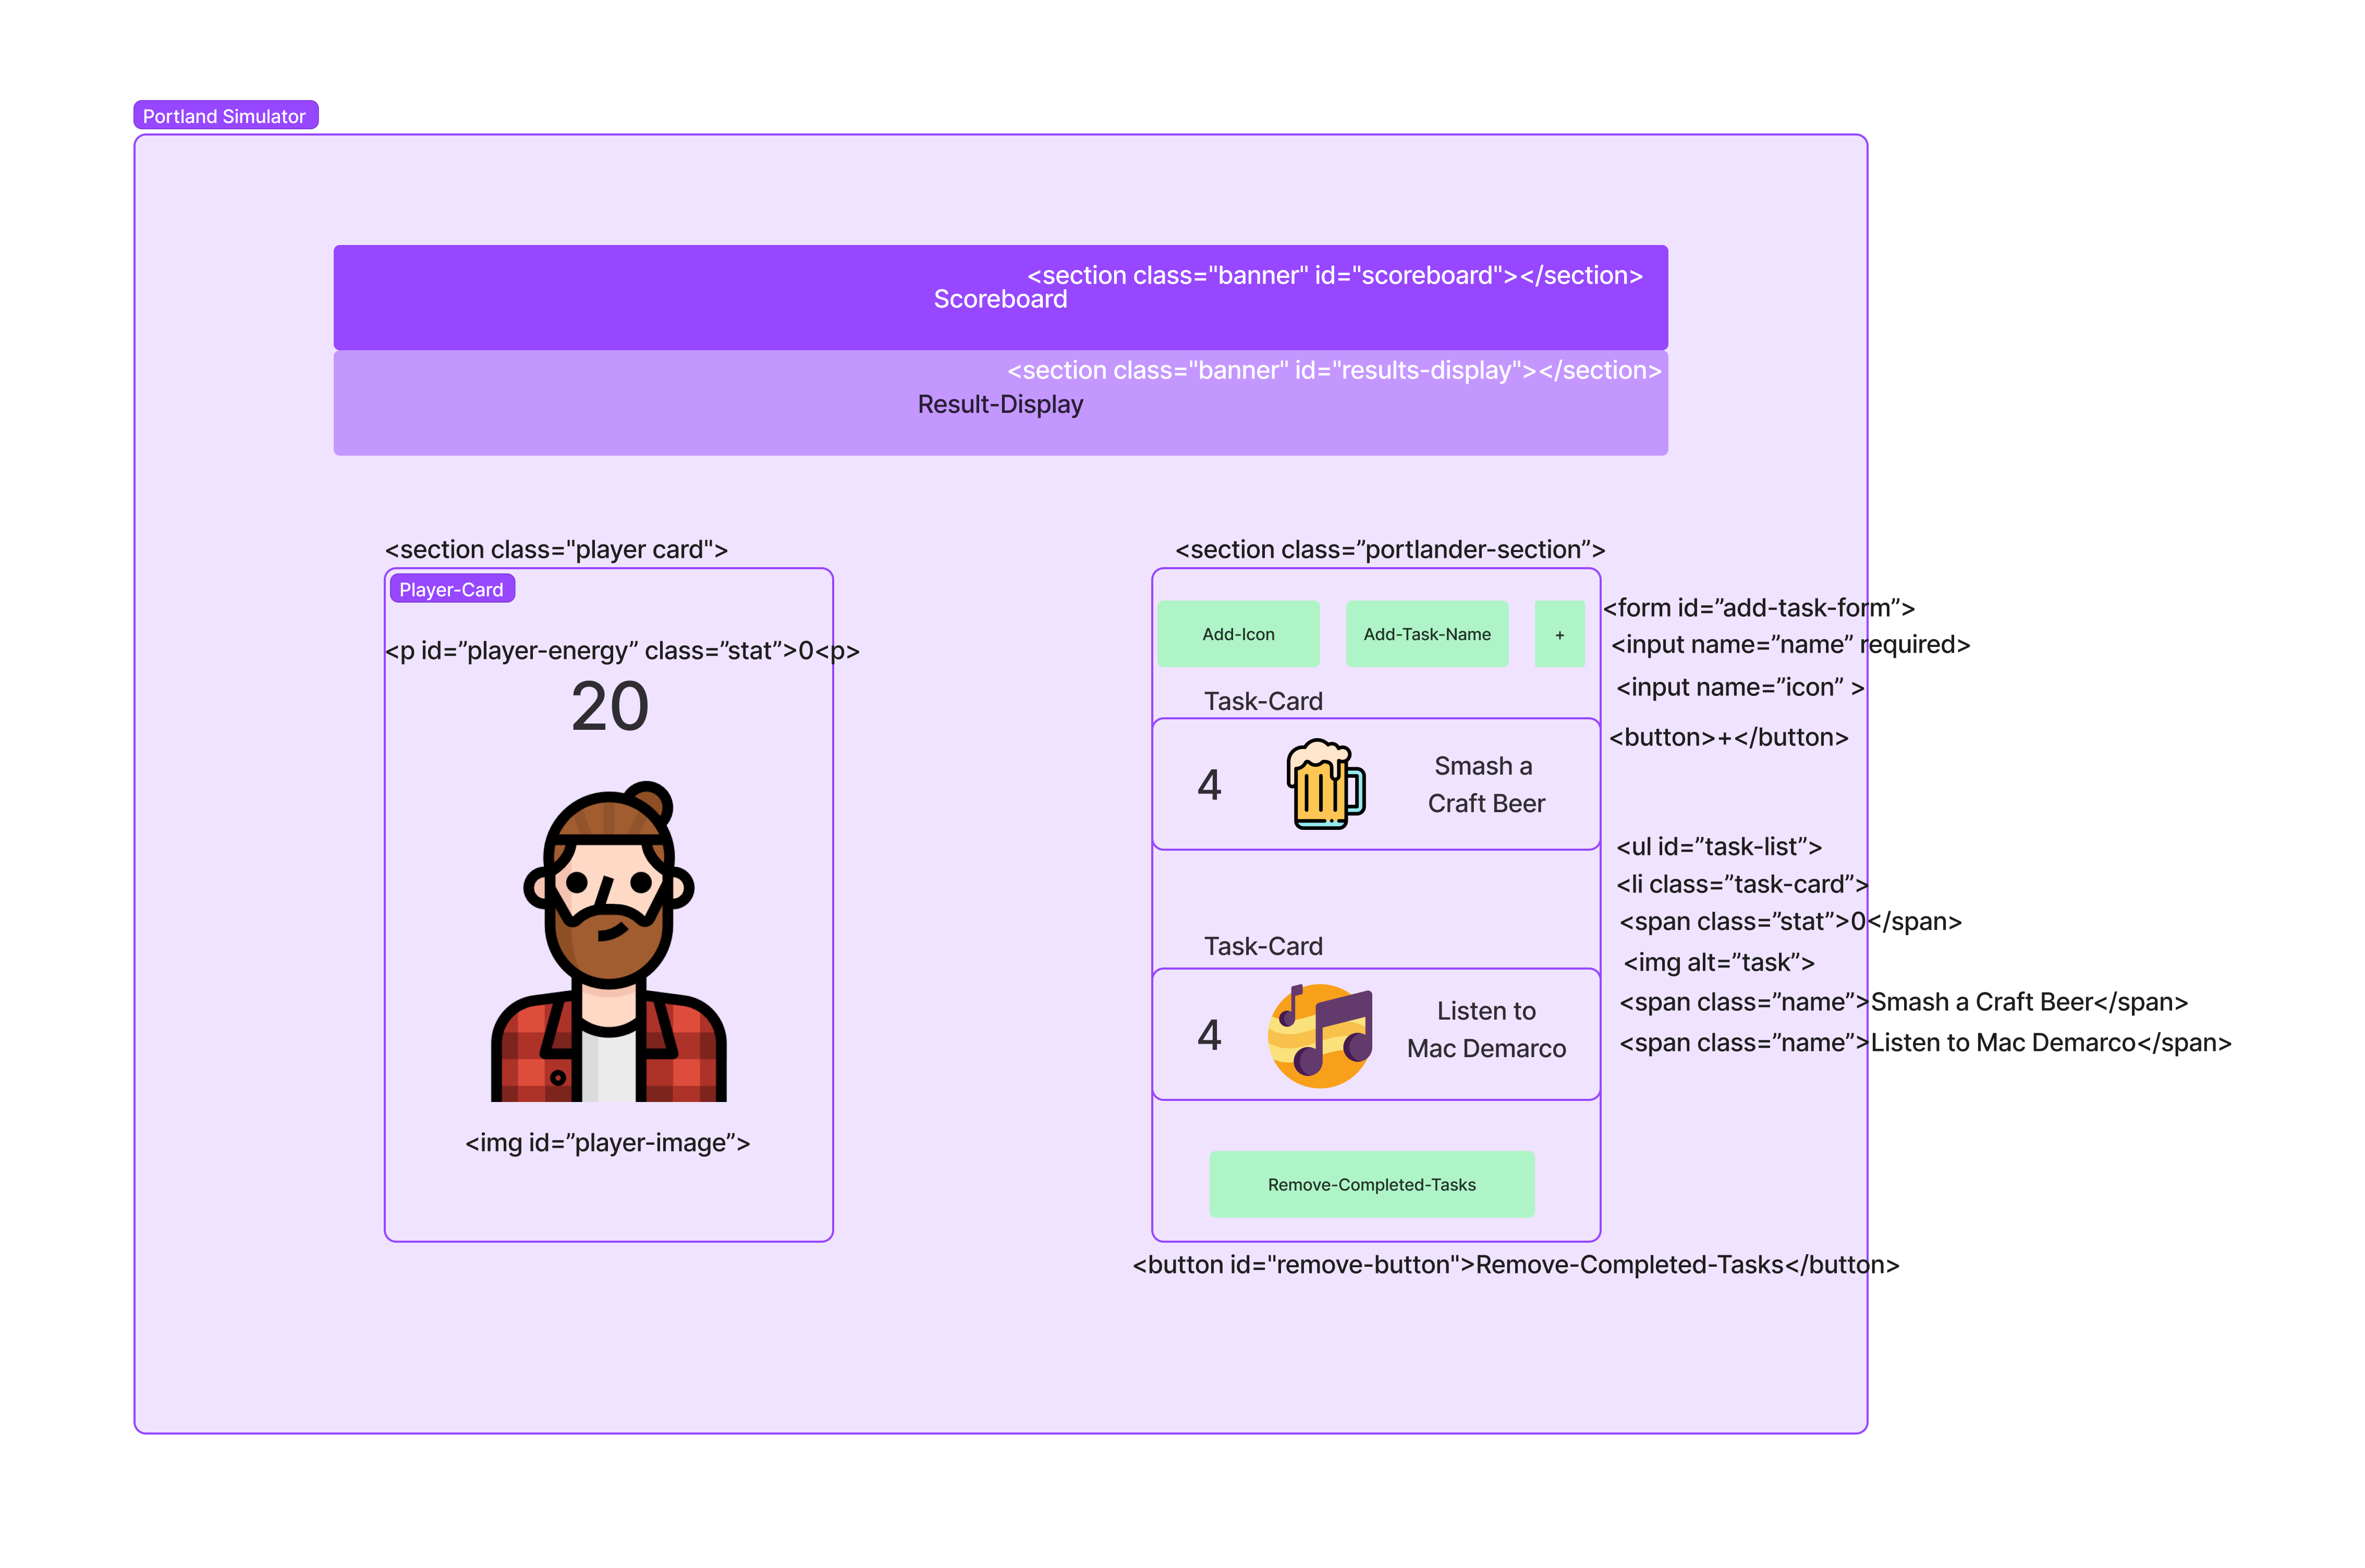 Portland Simulator
<section class="banner" id="scoreboard"></section>
Scoreboard
<section class="banner" id="results-display"></section>
Result-Display
<section class="player card">
Player-Card
<p id=”player-energy” class=”stat”>0<p>
20
<img id=”player-image”>
<section class=”portlander-section”>
Add-Icon
Add-Task-Name
+
<form id=”add-task-form”>
<input name=”name” required>
<input name=”icon” >
<button>+</button>
Task-Card
4
Smash a
Craft Beer
<ul id=”task-list”>
<li class=”task-card”>
<span class=”stat”>0</span>
<img alt=”task”>
<span class=”name”>Smash a Craft Beer</span>
<span class=”name”>Listen to Mac Demarco</span>
Task-Card
4
Listen to
Mac Demarco
Remove-Completed-Tasks
<button id="remove-button">Remove-Completed-Tasks</button>